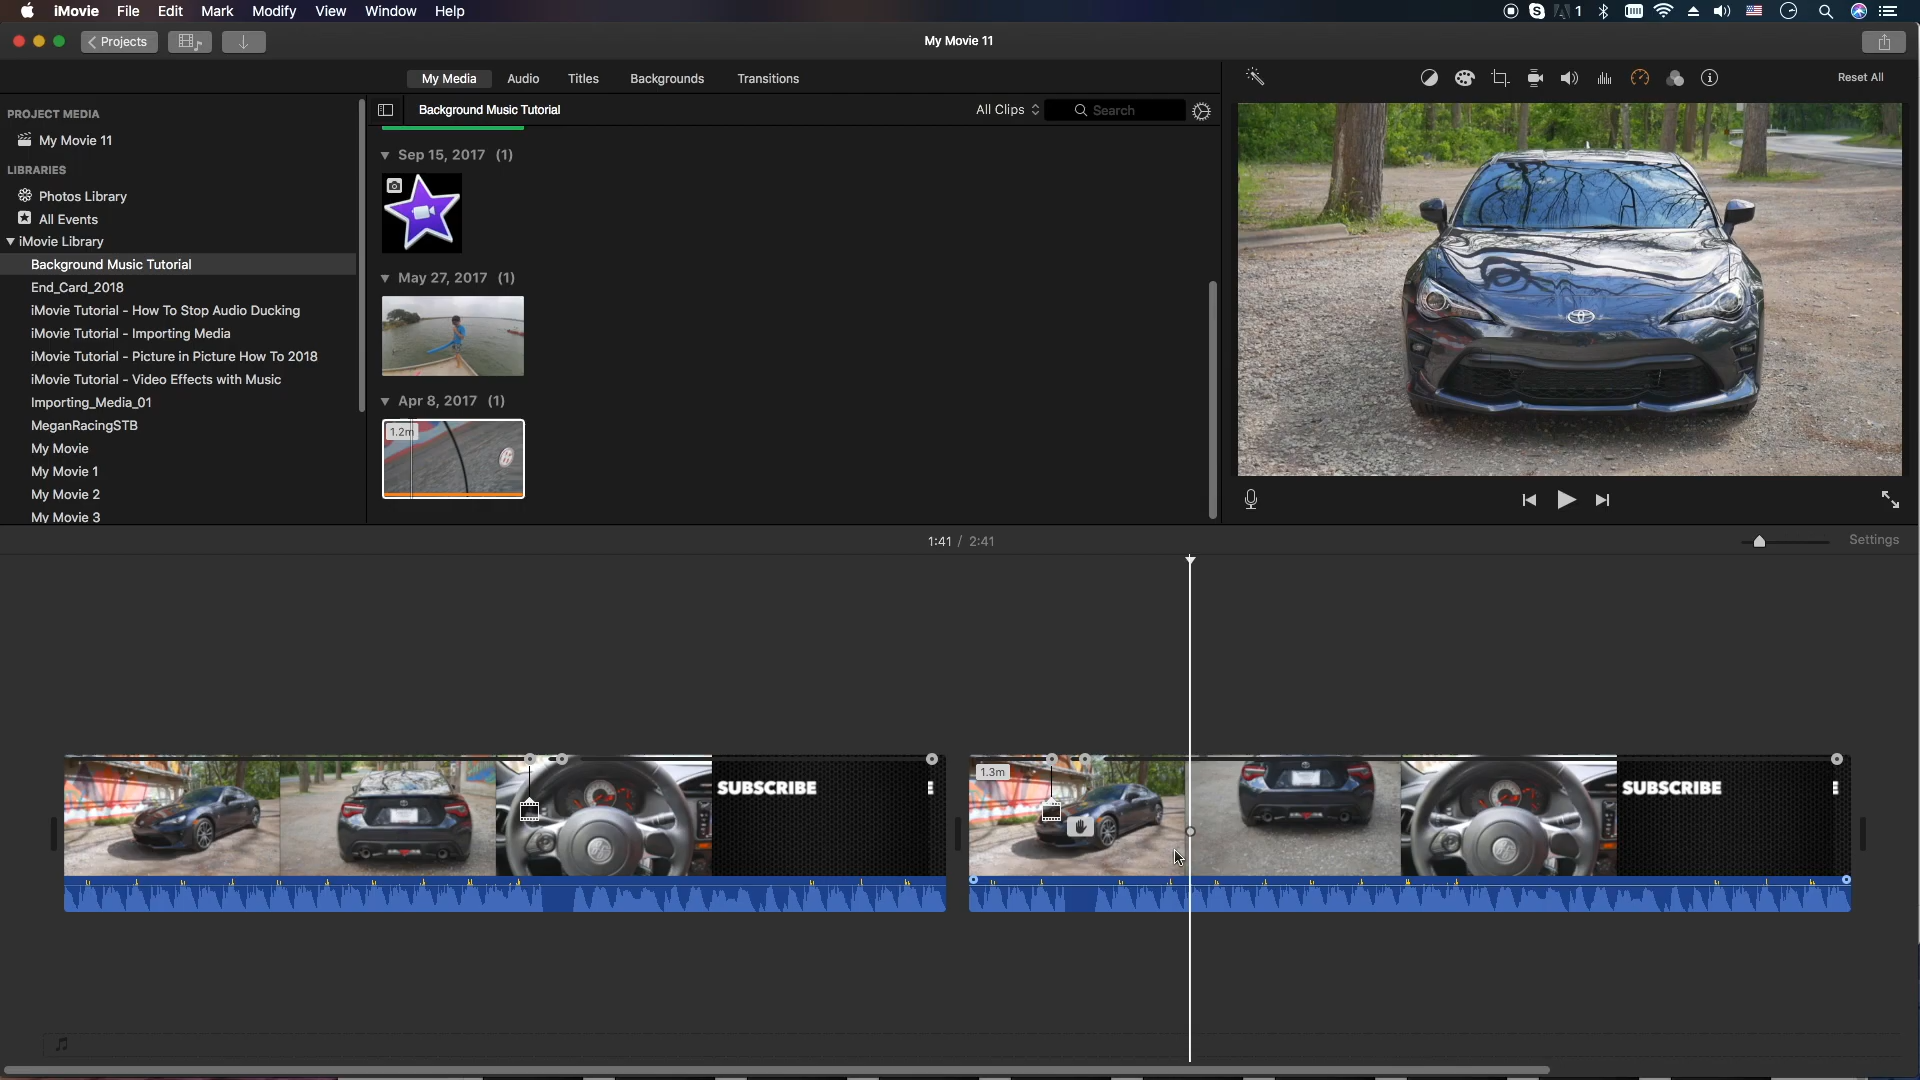 iMovie File Edit Mark Modify View Window Help
1
Projects
My Movie 11
My Media Audio Titles Backgrounds Transitions
Reset All
PROJECT MEDIA
My Movie 11
LIBRARIES
Photos Library
All Events
iMovie Library
Background Music Tutorial
End_Card_2018
iMovie Tutorial - How To Stop Audio Ducking
iMovie Tutorial - Importing Media
iMovie Tutorial - Picture in Picture How To 2018
iMovie Tutorial - Video Effects with Music
Importing_Media_01
MeganRacingSTB
My Movie
My Movie 1
My Movie 2
My Movie 3
Background Music Tutorial
All Clips
Search
Sep 15, 2017 (1)
May 27, 2017 (1)
Apr 8, 2017 (1)
1.2m
1:41 / 2:41
Settings
SUBSCRIBE E
1.3m
SUBSCRIBE E